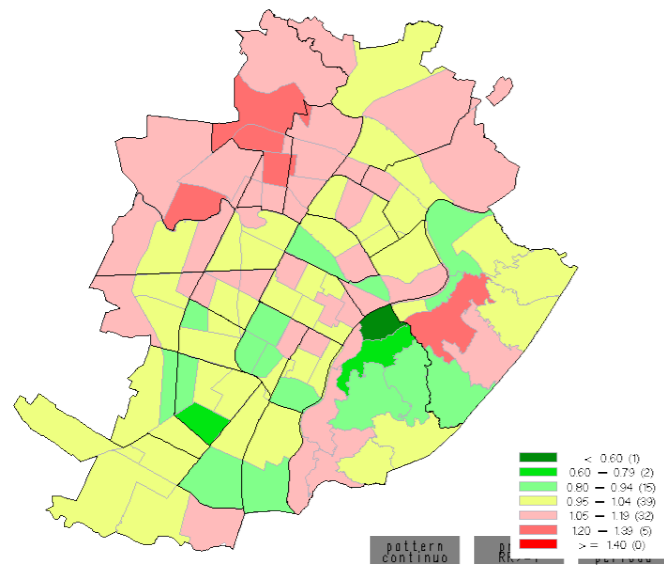 < 0.60 (1)
0.60 – 0.79 (2)
0.80 – 0.94 (15)
0.95 – 1.04 (39)
1.05 – 1.19 (32)
1.20 – 1.39 (5)
>= 1.40 (0)
pattern
continuo